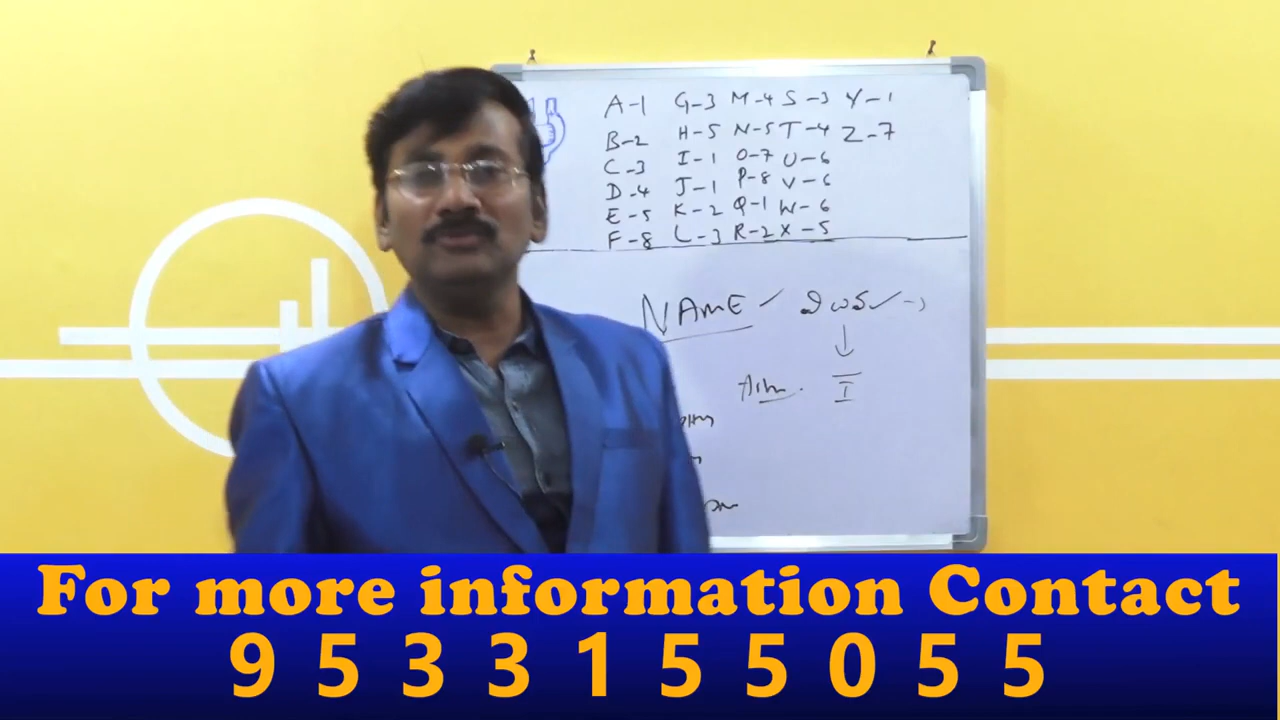 A-1 G-3 M-4 S-3 Y-1
B-2 H-5 N-5 T-4 Z-7
C-3 I-1 O-7 U-6
D-4 J-1 P-8 V-6
E-5 K-2 Q-1 W-6
F-8 L-3 R-2 X-5
NAME
I
For more information Contact
9 5 3 3 1 5 5 0 5 5